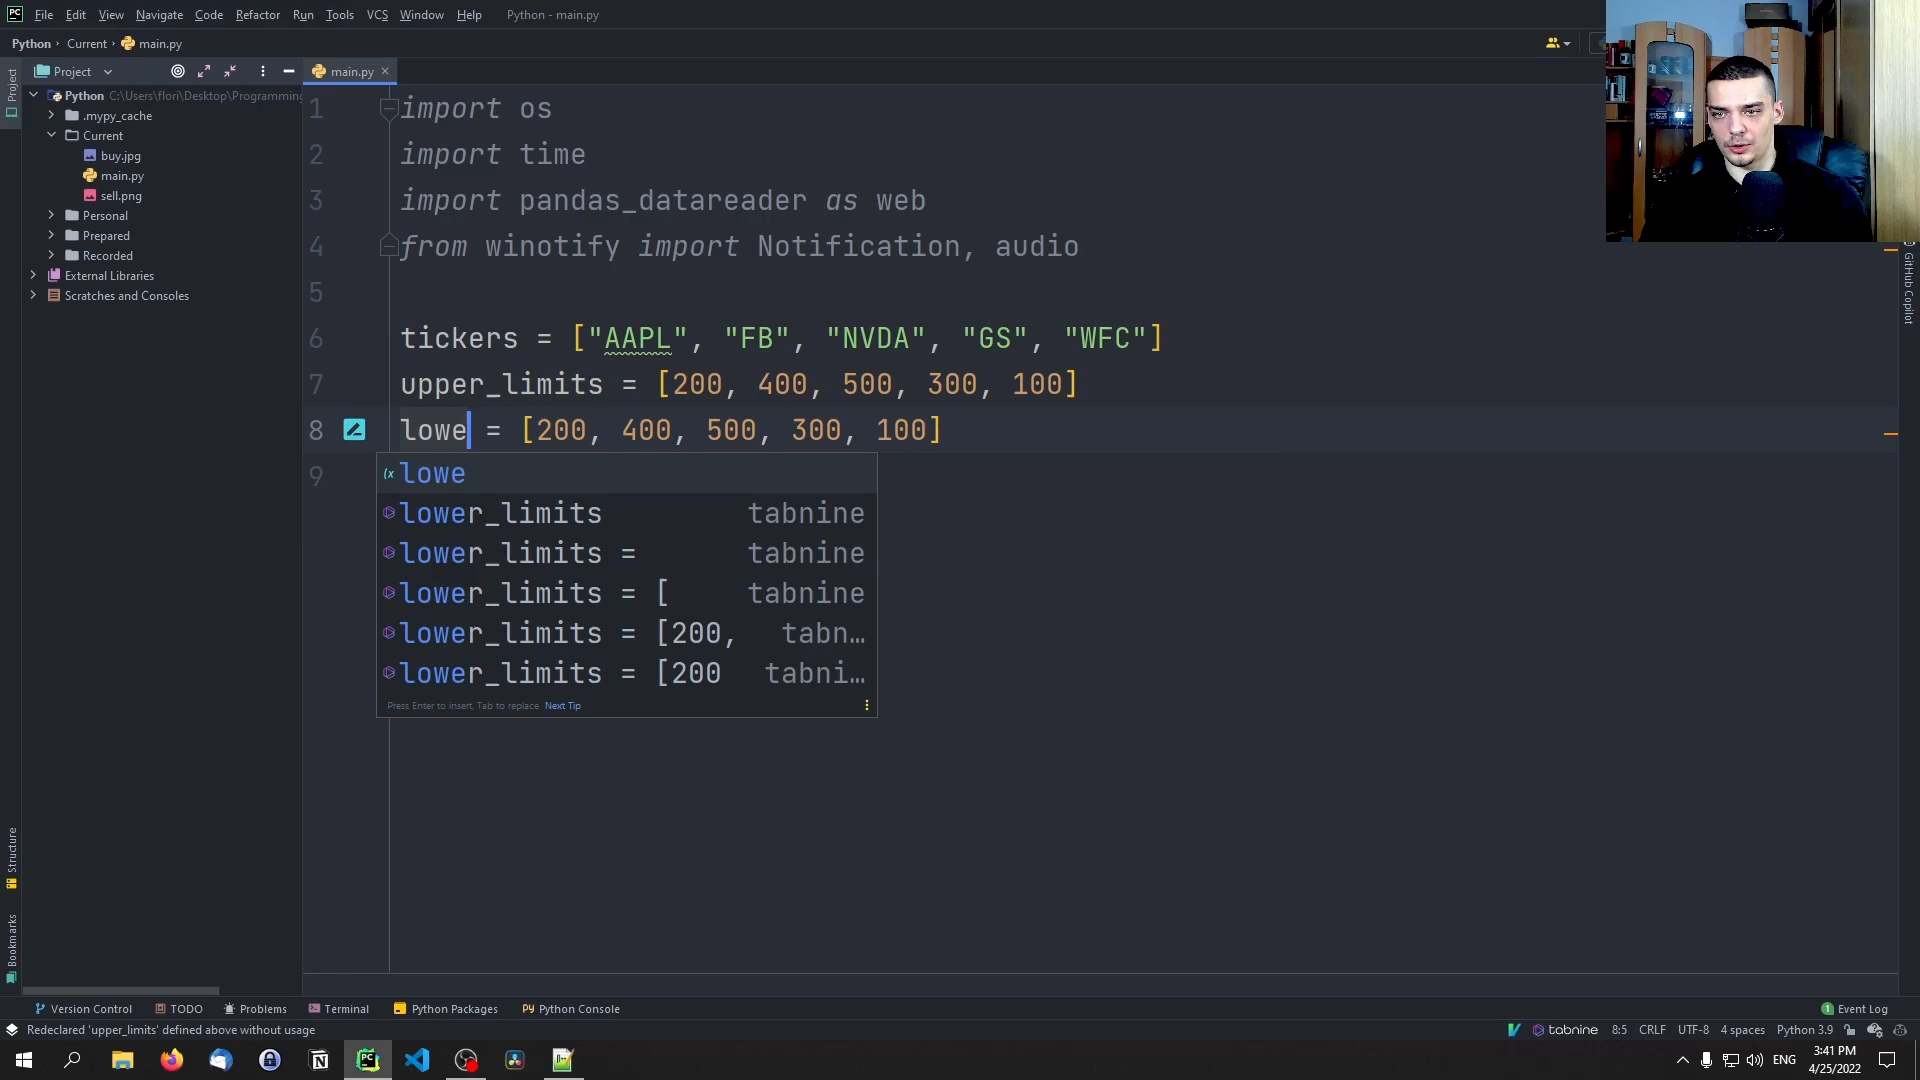 PC File Edit View Navigate Code Refactor Run Tools VCS Window Help Python - main.py
Python › Current › main.py
Project
main.py
Python C:\Users\flori\Desktop\Programming
.mypy_cache
Current
buy.jpg
main.py
sell.png
Personal
Prepared
Recorded
External Libraries
Scratches and Consoles
Project
Structure
Bookmarks
1 import os
2 import time
3 import pandas_datareader as web
4 from winotify import Notification, audio
5
6 tickers = ["AAPL", "FB", "NVDA", "GS", "WFC"]
7 upper_limits = [200, 400, 500, 300, 100]
8 lowe = [200, 400, 500, 300, 100]
9
lowe
lower_limits tabnine
lower_limits = tabnine
lower_limits = [ tabnine
lower_limits = [200, tabn…
lower_limits = [200 tabni…
Press Enter to insert, Tab to replace Next Tip
GitHub Copilot
Version Control TODO Problems Terminal Python Packages Python Console 1 Event Log
Redeclared 'upper_limits' defined above without usage tabnine 8:5 CRLF UTF-8 4 spaces Python 3.9
ENG
3:41 PM
4/25/2022